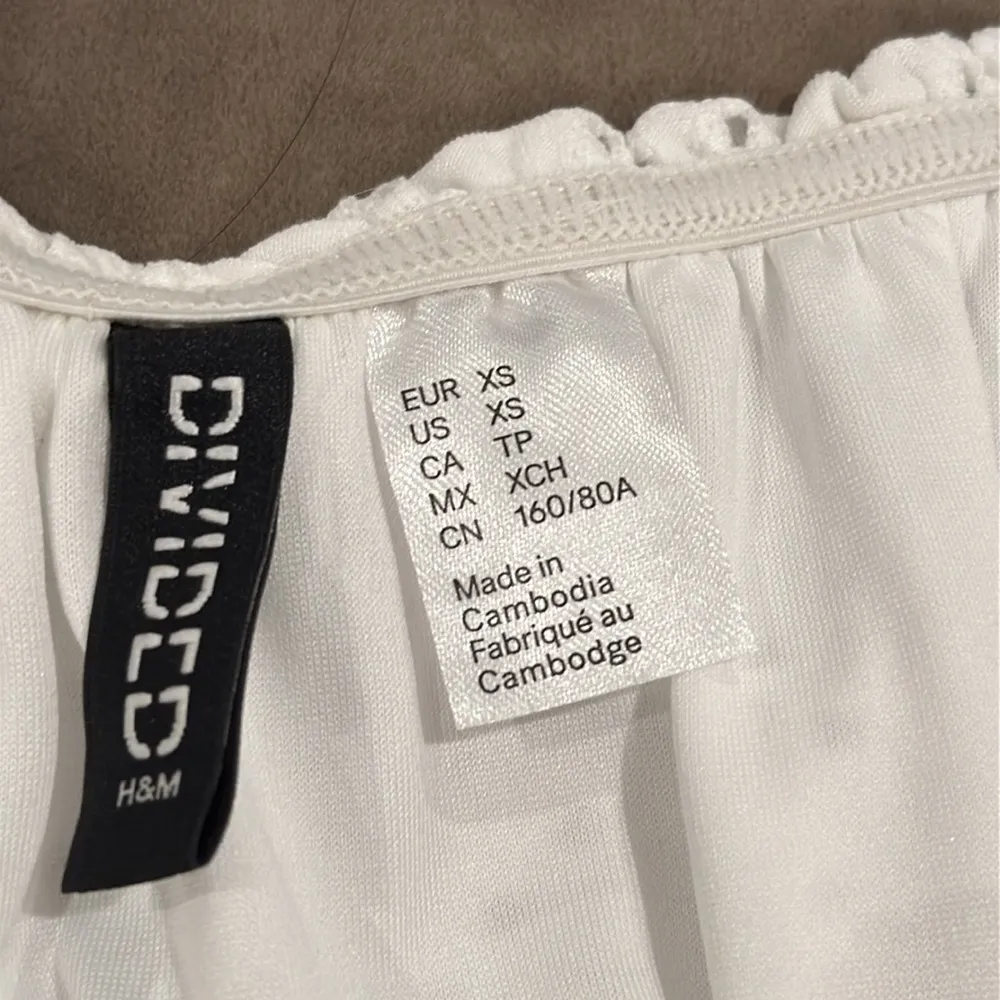 DIVIDED
H&M
EUR XS
US XS
CA TP
MX XCH
CN 160/80A
Made in
Cambodia
Fabriqué au
Cambodge